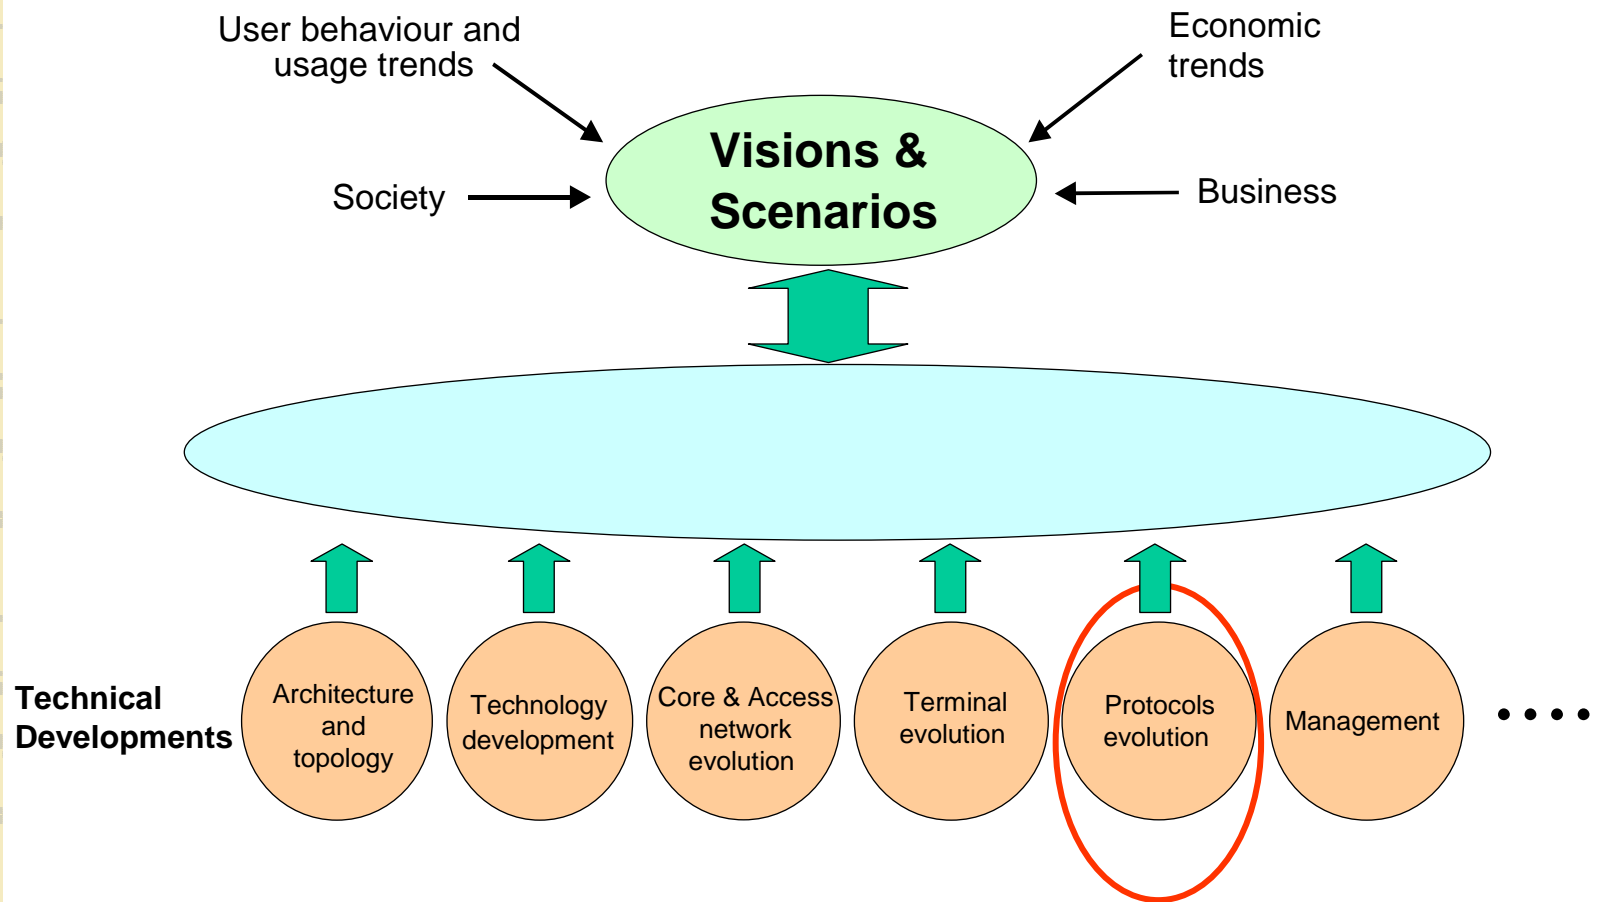 User behaviour and
usage trends
Economic
trends
Visions &
Scenarios
Society
Business
Technical
Developments
Architecture
and
topology
Technology
development
Core & Access
network
evolution
Terminal
evolution
Protocols
evolution
Management
....